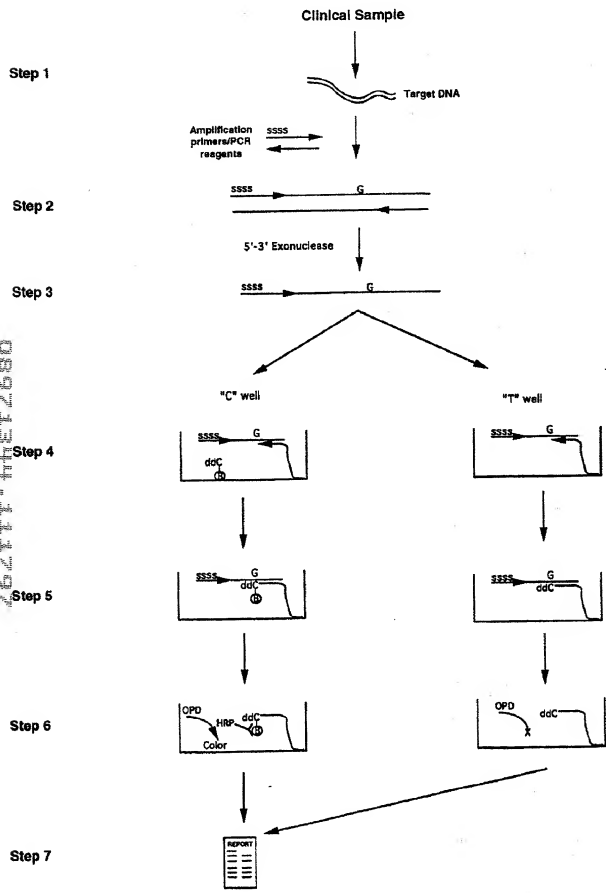 Clinical Sample
Step 1
Target DNA
Amplification
primers/PCR
reagents
ssss
ssss
G
Step 2
5'-3' Exonuclease
ssss
G
Step 3
"C" well
"T" well
ssss
G
ssss
G
Step 4
ddC
B
ssss
G
ssss
G
ddC
ddC
Step 5
B
OPD
ddC
OPD
ddC
Step 6
HRP
B
X
Color
REPORT
Step 7